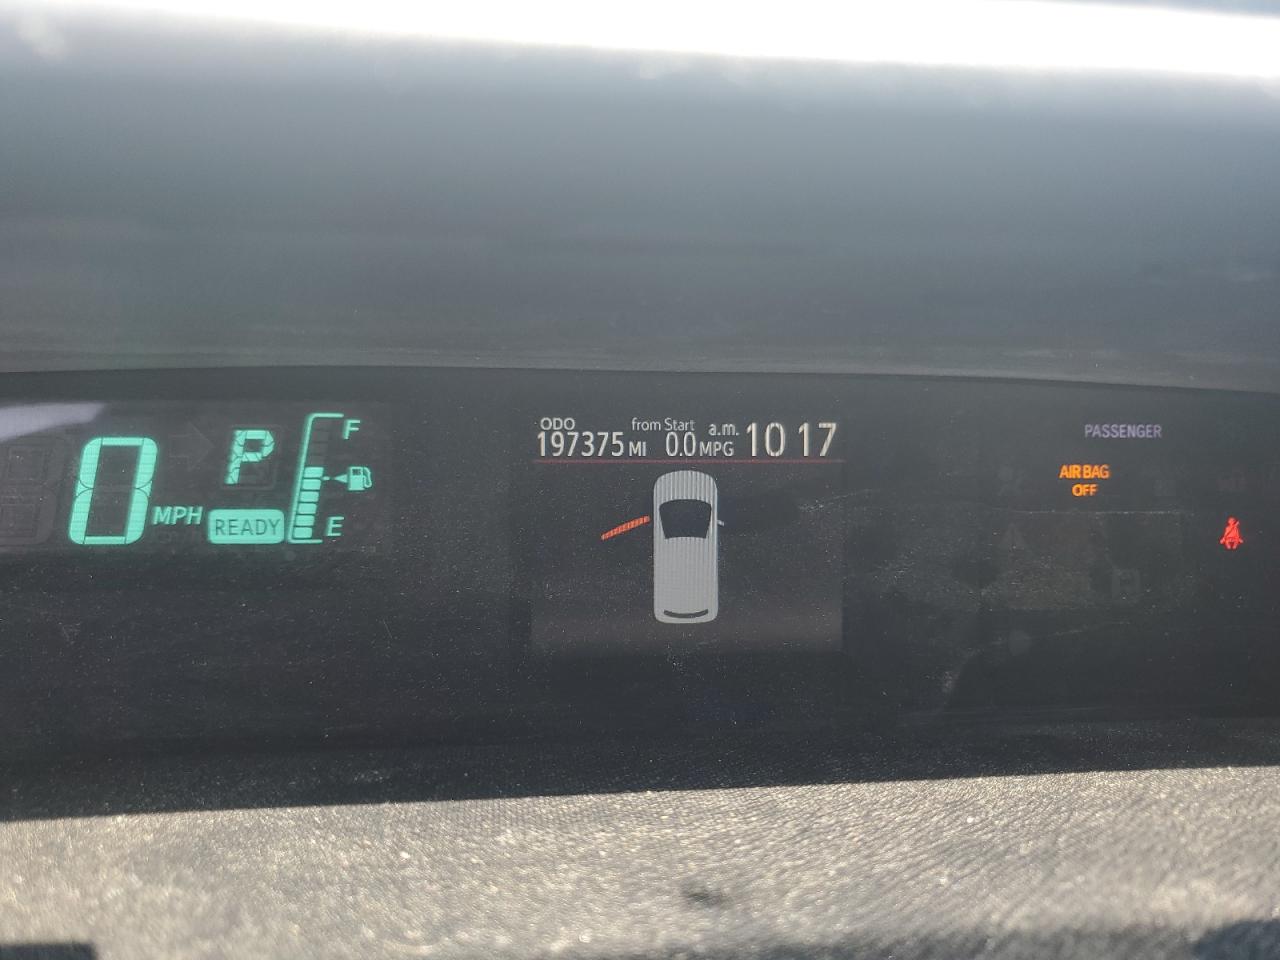 0 MPH
P
READY
F
E
ODO
197375 MI
from Start
0.0 MPG
a.m.
10 17
PASSENGER
AIR BAG
OFF